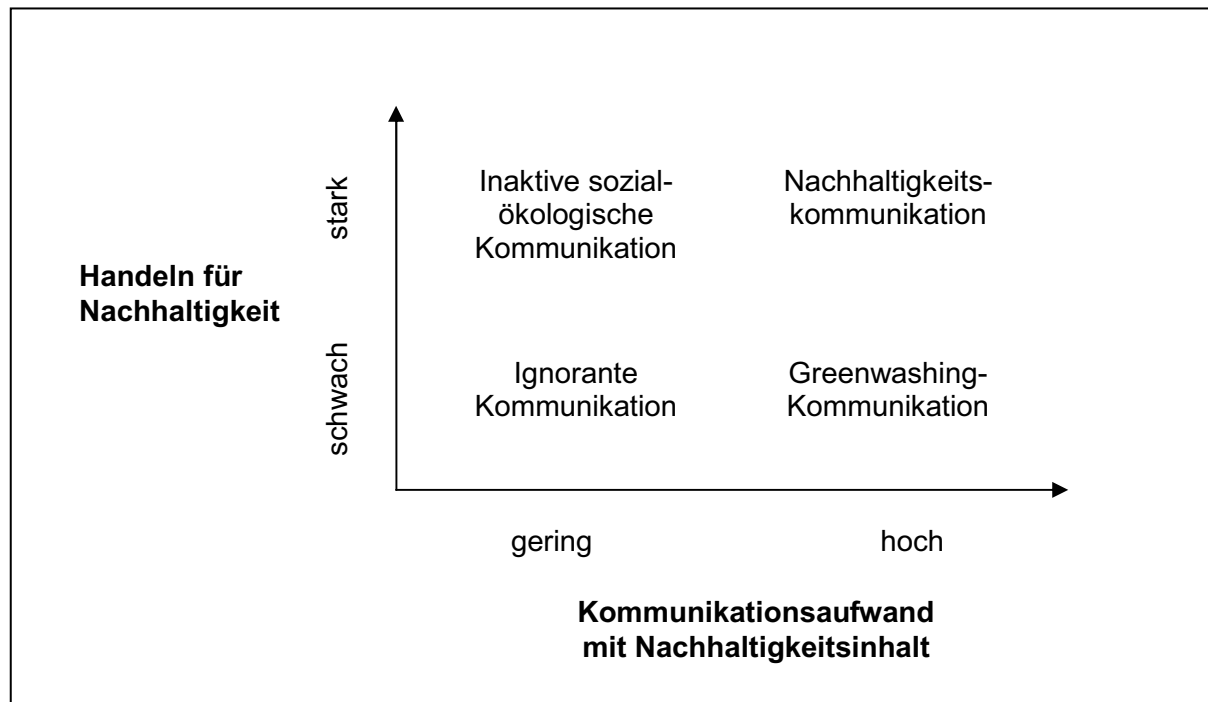 stark
Inaktive sozial-
ökologische
Kommunikation
Nachhaltigkeits-
kommunikation
Handeln für
Nachhaltigkeit
schwach
Ignorante
Kommunikation
Greenwashing-
Kommunikation
gering
hoch
Kommunikationsaufwand
mit Nachhaltigkeitsinhalt